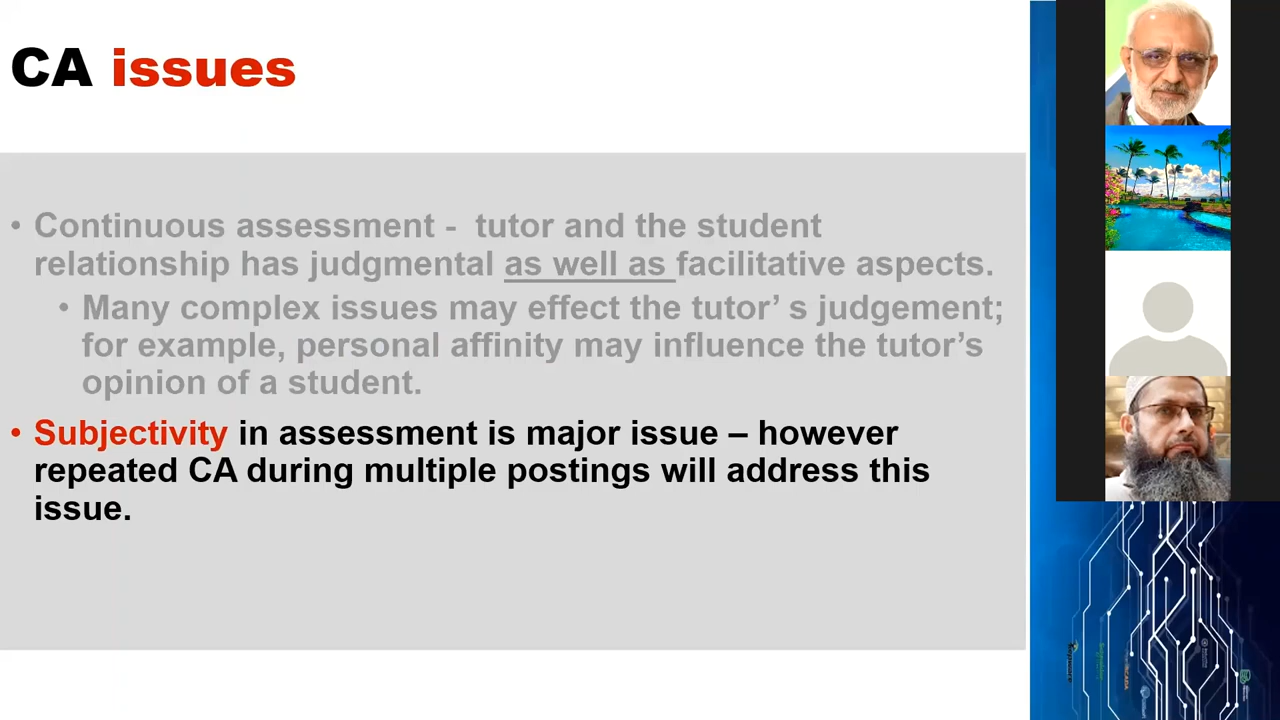 CA issues
• Continuous assessment - tutor and the student
relationship has judgmental as well as facilitative aspects.
• Many complex issues may effect the tutor’ s judgement;
for example, personal affinity may influence the tutor’s
opinion of a student.
• Subjectivity in assessment is major issue – however
repeated CA during multiple postings will address this
issue.